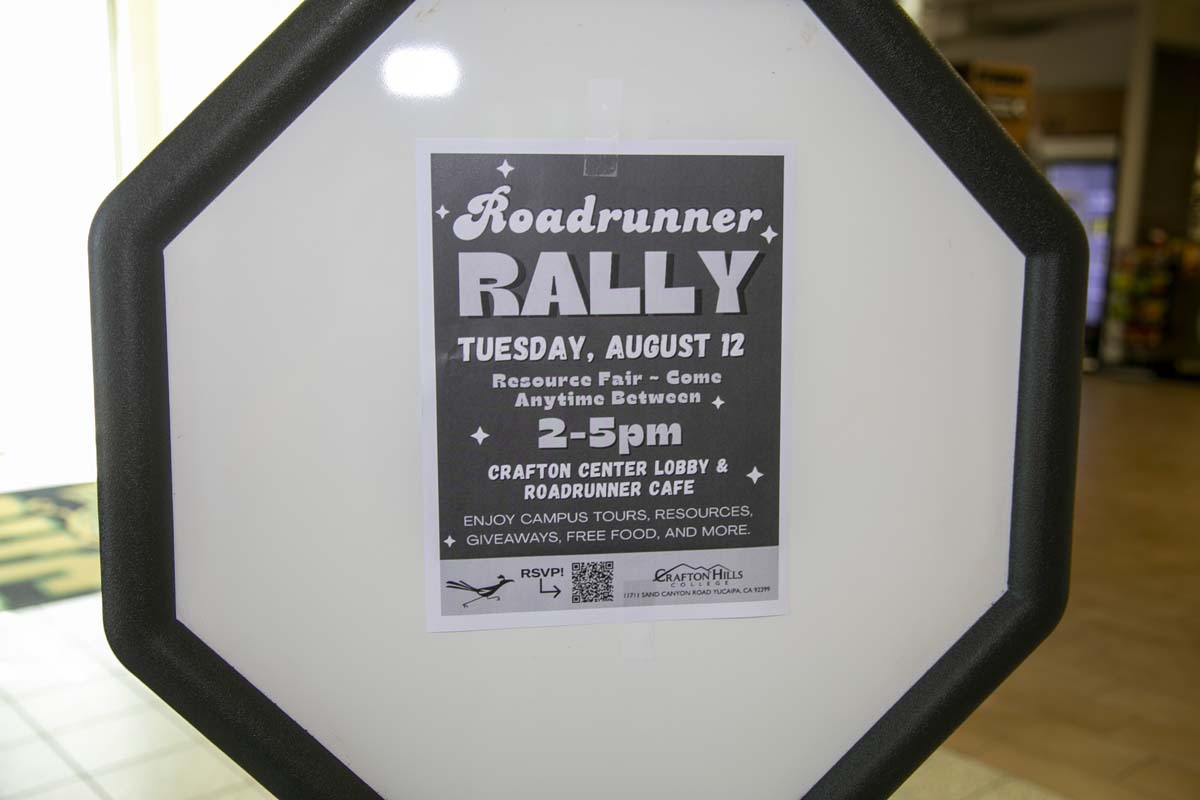 Roadrunner
RALLY
TUESDAY, AUGUST 12
Resource Fair ~ Come
Anytime Between
2-5pm
CRAFTON CENTER LOBBY &
ROADRUNNER CAFE
ENJOY CAMPUS TOURS, RESOURCES,
GIVEAWAYS, FREE FOOD, AND MORE.
RSVP!
CRAFTON HILLS
COLLEGE
11711 SAND CANYON ROAD YUCAIPA, CA 92399